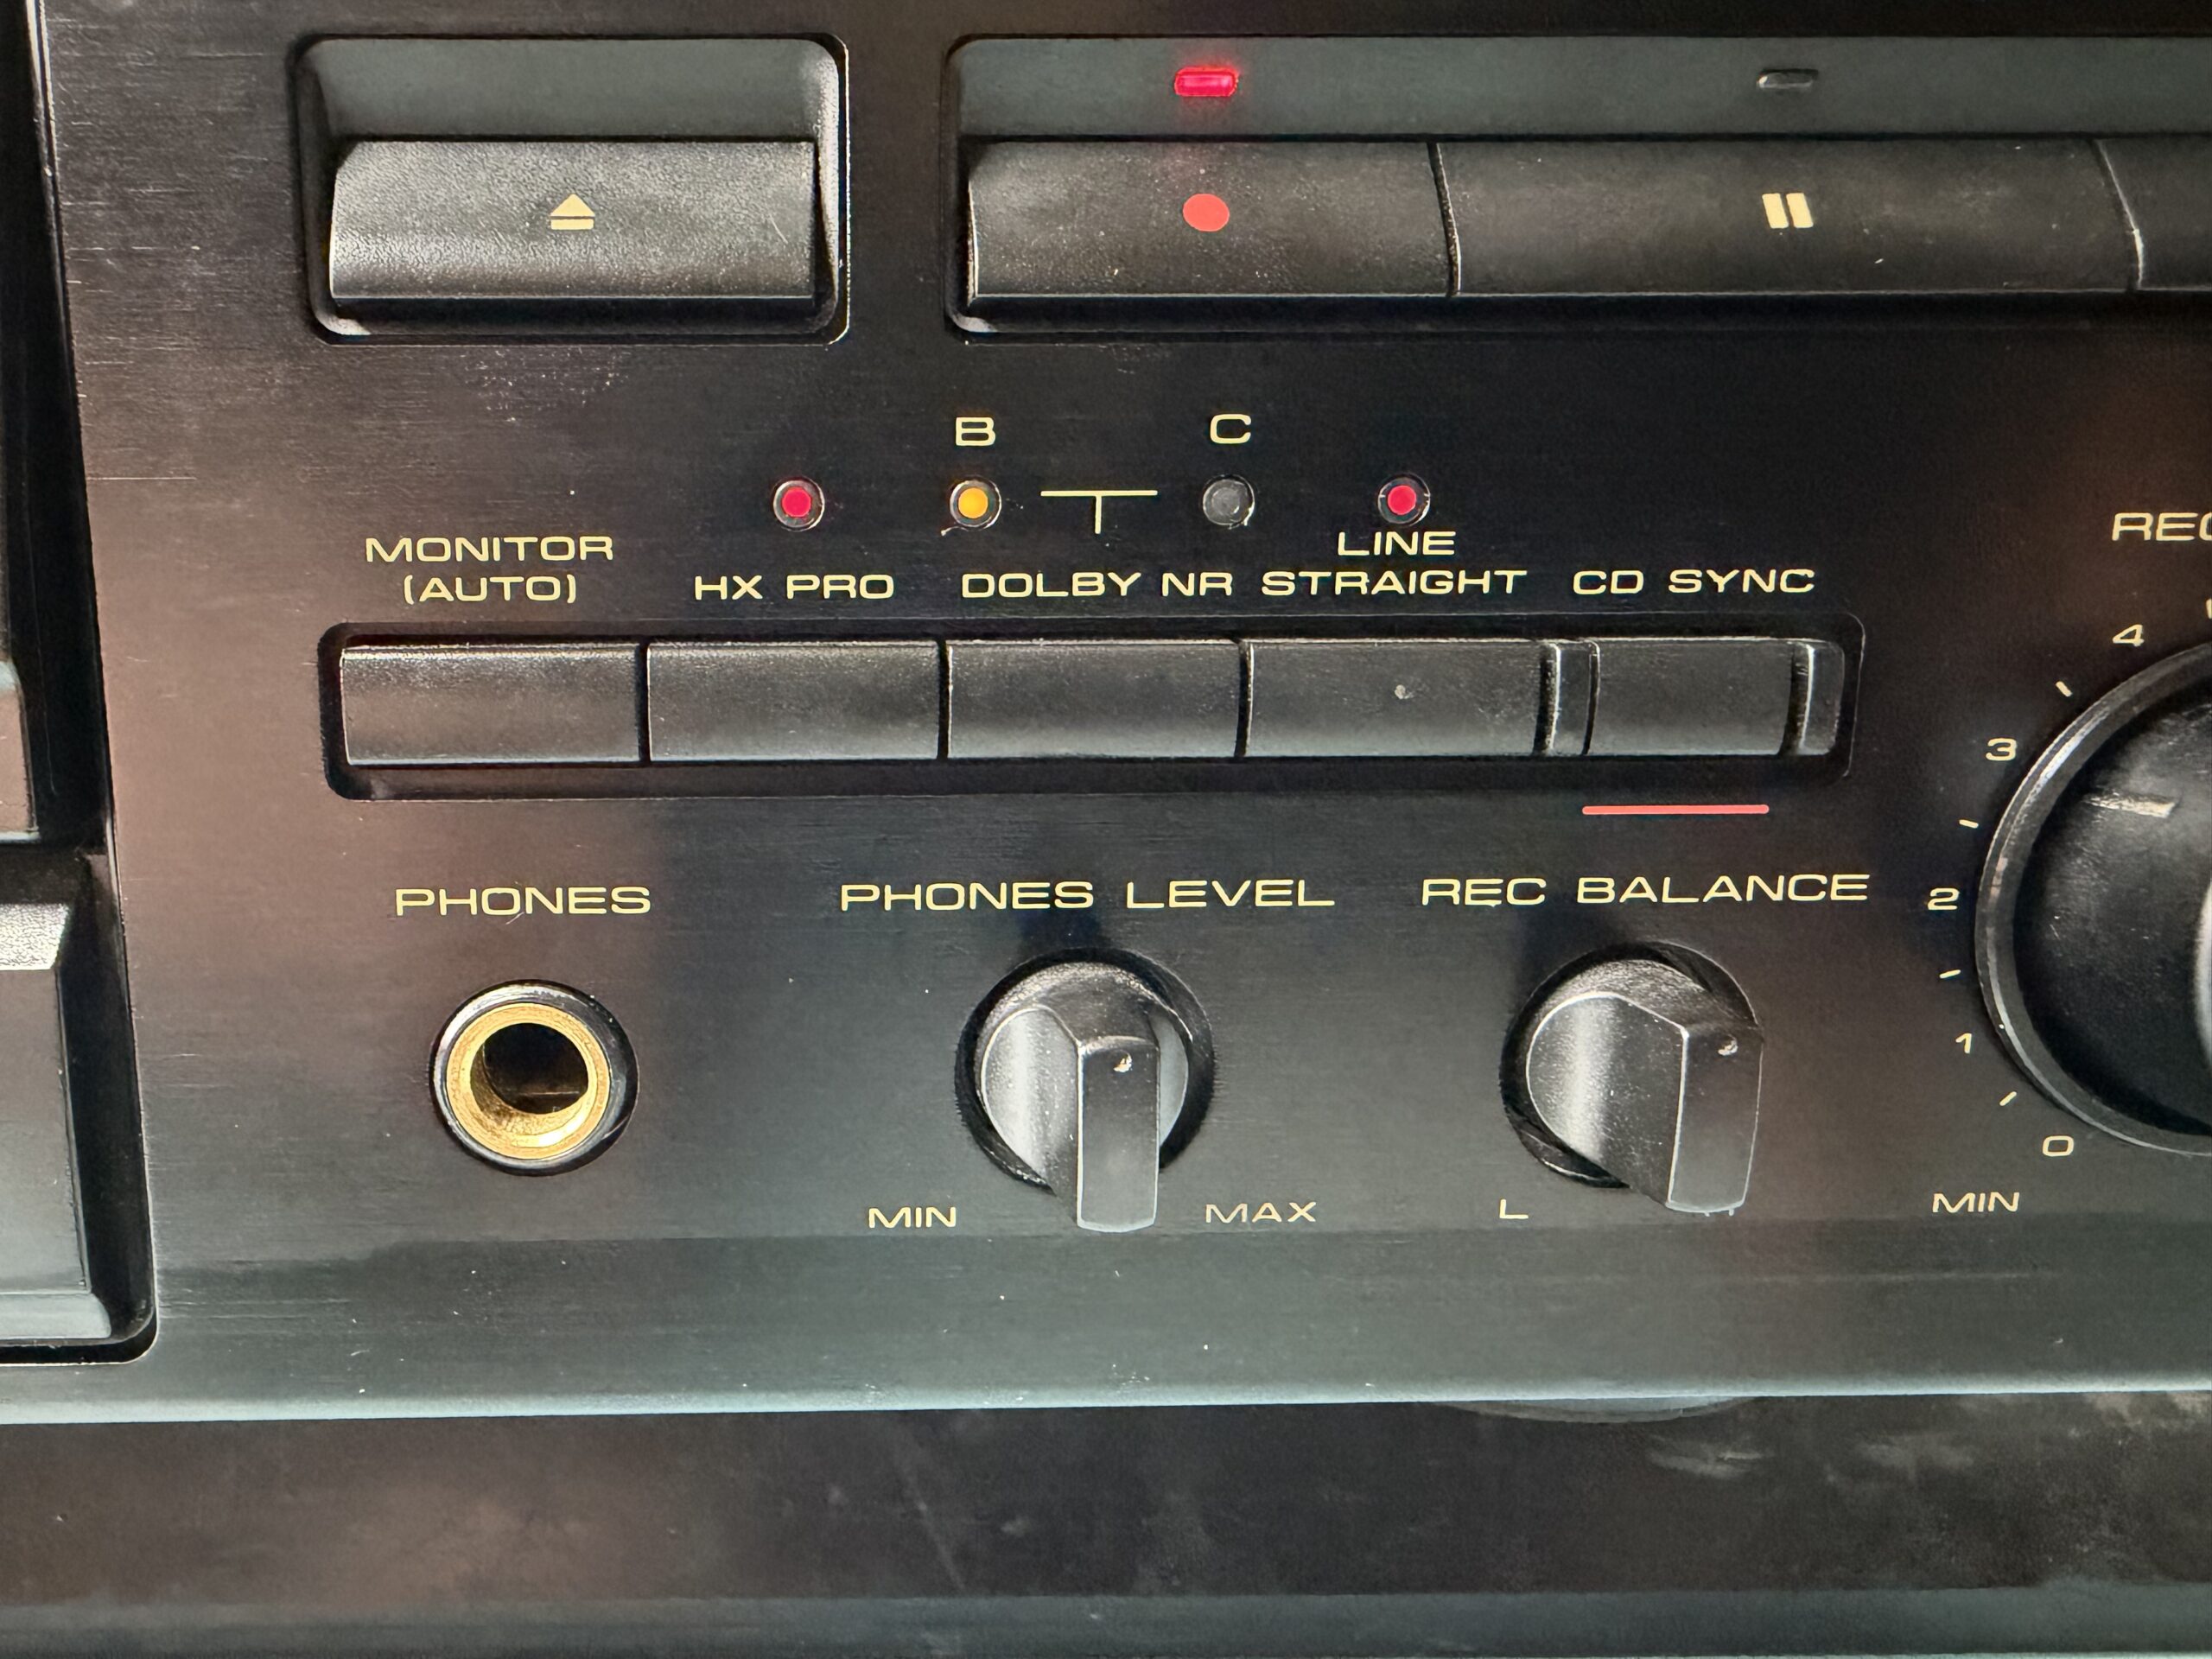 B C
MONITOR
(AUTO)
HX PRO
DOLBY NR
LINE
STRAIGHT
CD SYNC
REC
4
3
2
1
0
MIN
PHONES
PHONES LEVEL
MIN MAX
REC BALANCE
L